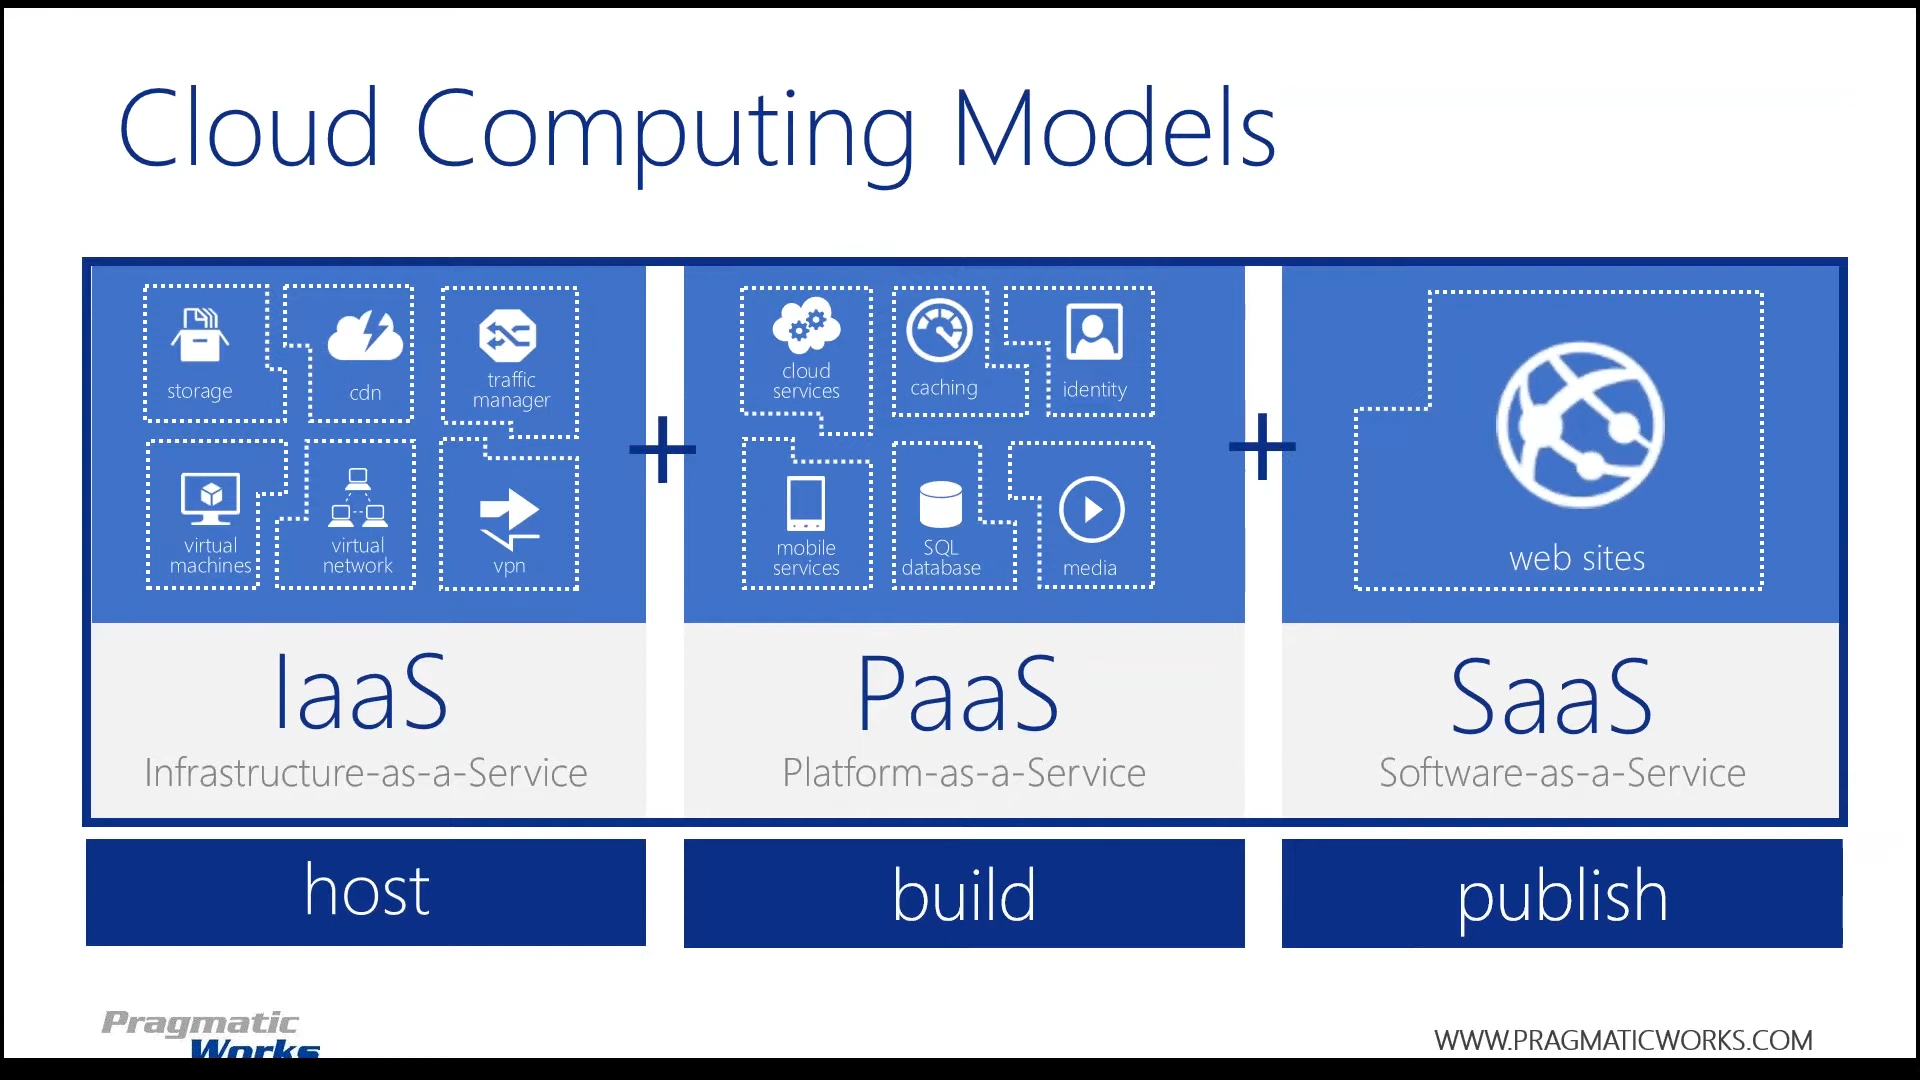 Cloud Computing Models
storage
cdn
traffic
manager
virtual
machines
virtual
network
vpn
cloud
services
caching
identity
mobile
services
SQL
database
media
web sites
IaaS
Infrastructure-as-a-Service
PaaS
Platform-as-a-Service
SaaS
Software-as-a-Service
host
build
publish
Pragmatic
Works
WWW.PRAGMATICWORKS.COM